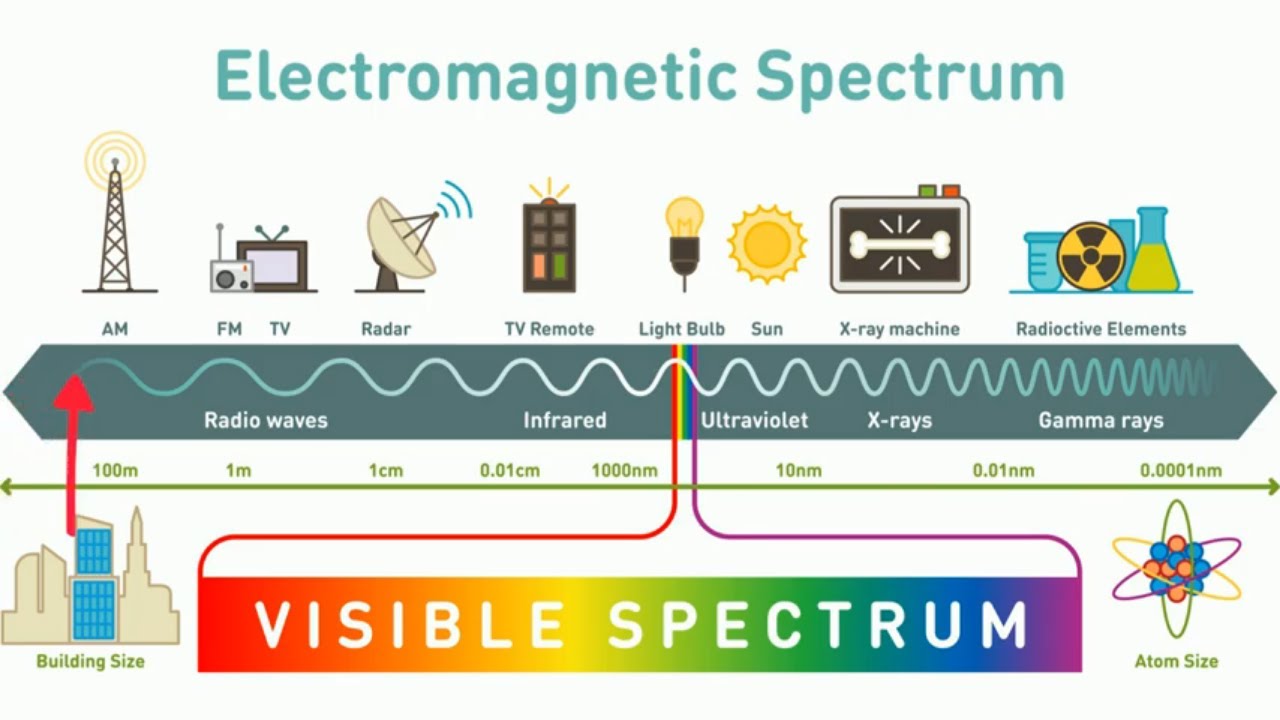 Electromagnetic Spectrum
AM FM TV Radar TV Remote Light Bulb Sun X-ray machine Radioctive Elements
Radio waves Infrared Ultraviolet X-rays Gamma rays
100m 1m 1cm 0.01cm 1000nm 10nm 0.01nm 0.0001nm
VISIBLE SPECTRUM
Building Size Atom Size